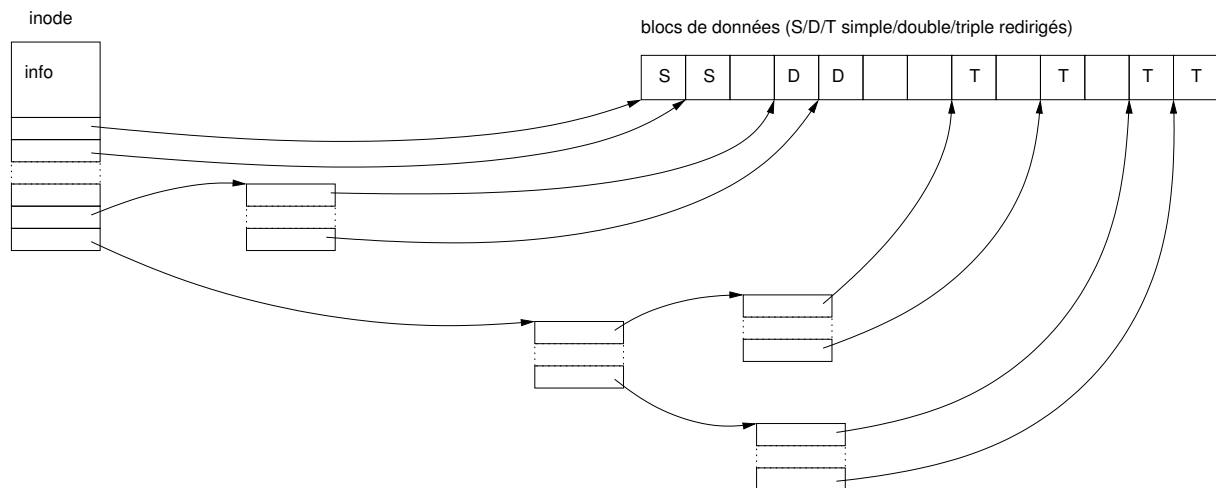 inode
blocs de données (S/D/T simple/double/triple redirigés)
info
S S D D T T T T